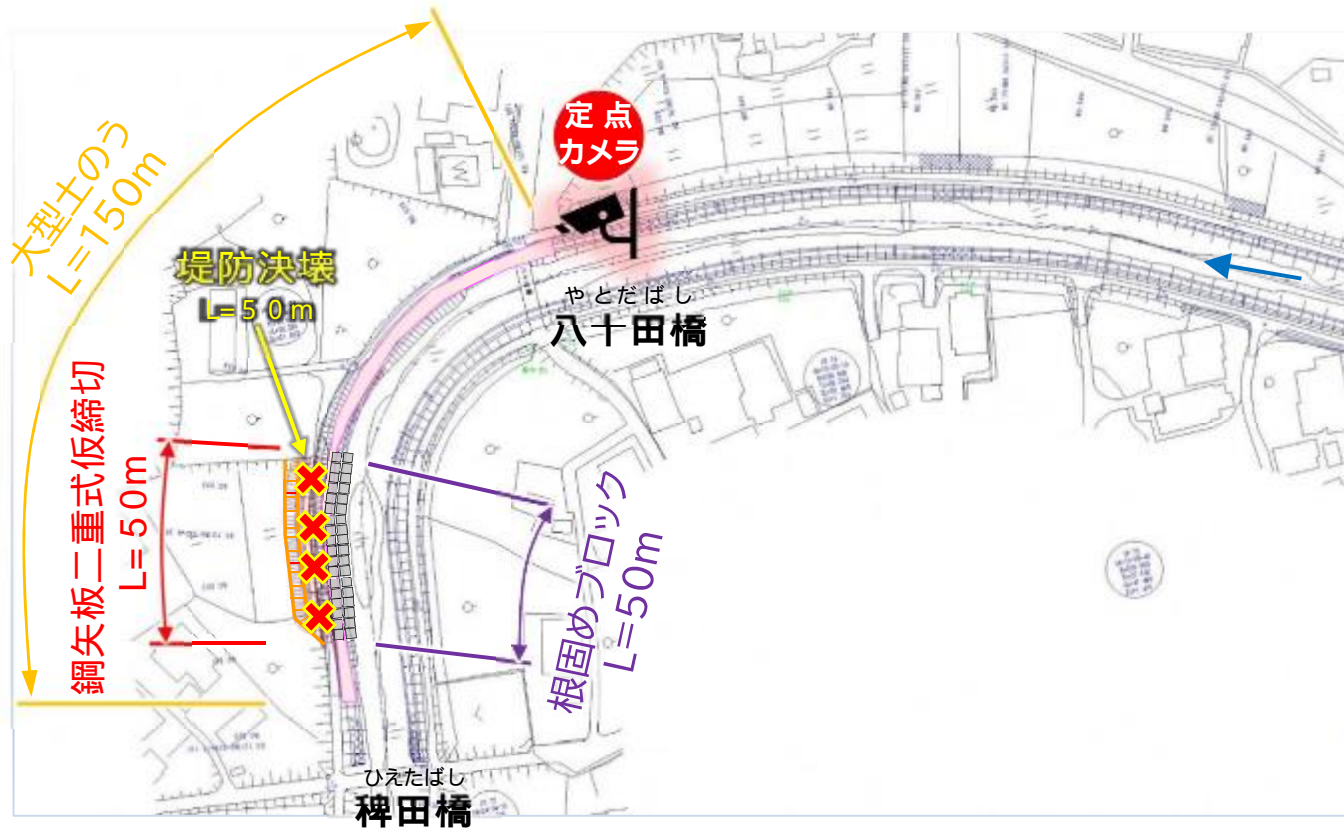 定点
カメラ
大型土のう
L=150m
堤防決壊
L=50m
やとだばし
八十田橋
鋼矢板二重式仮締切
L=50m
根固めブロック
L=50m
ひえたばし
稗田橋